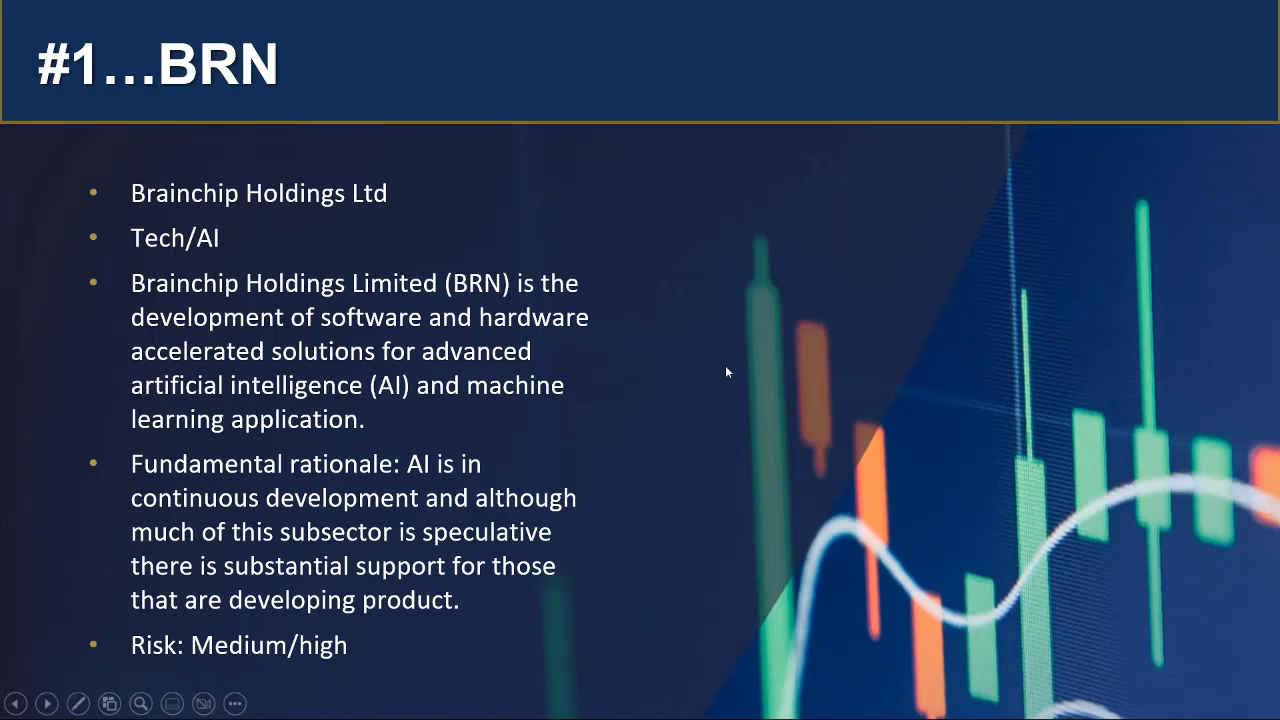 #1...BRN
Brainchip Holdings Ltd
Tech/AI
Brainchip Holdings Limited (BRN) is the
development of software and hardware
accelerated solutions for advanced
artificial intelligence (AI) and machine
learning application.
Fundamental rationale: AI is in
continuous development and although
much of this subsector is speculative
there is substantial support for those
that are developing product.
Risk: Medium/high